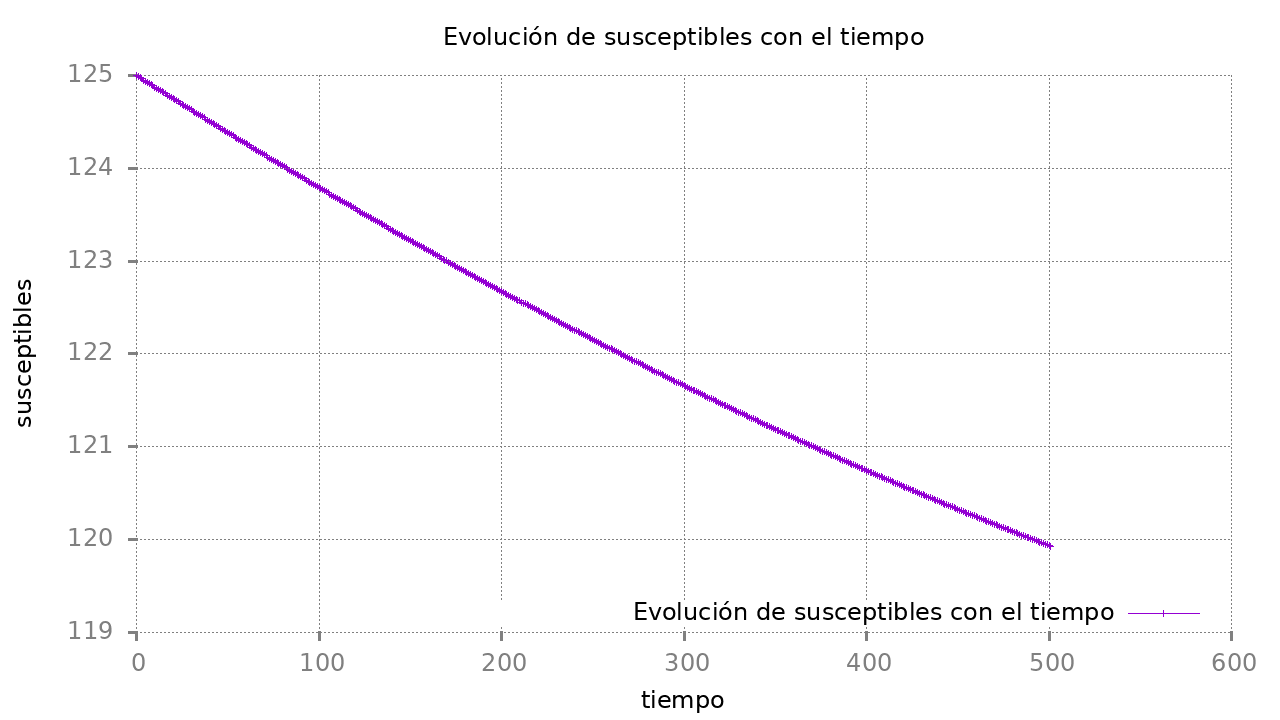 Evolución de susceptibles con el tiempo
125
124
123
122
121
120
119
susceptibles
Evolución de susceptibles con el tiempo
0 100 200 300 400 500 600
tiempo